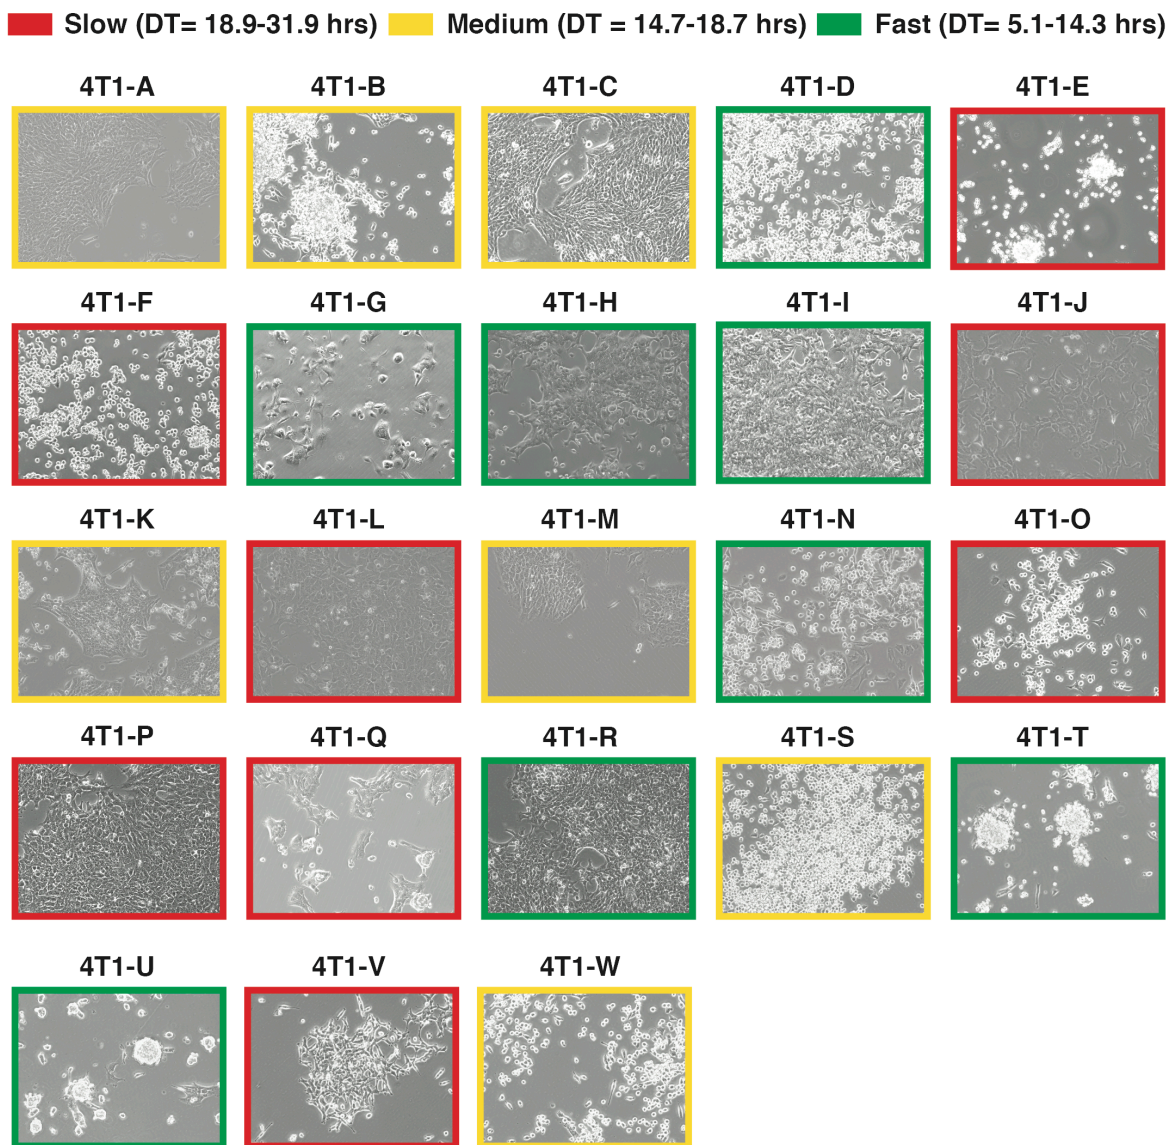 Slow (DT= 18.9-31.9 hrs) Medium (DT = 14.7-18.7 hrs) Fast (DT= 5.1-14.3 hrs)
4T1-A 4T1-B 4T1-C 4T1-D 4T1-E
4T1-F 4T1-G 4T1-H 4T1-I 4T1-J
4T1-K 4T1-L 4T1-M 4T1-N 4T1-O
4T1-P 4T1-Q 4T1-R 4T1-S 4T1-T
4T1-U 4T1-V 4T1-W